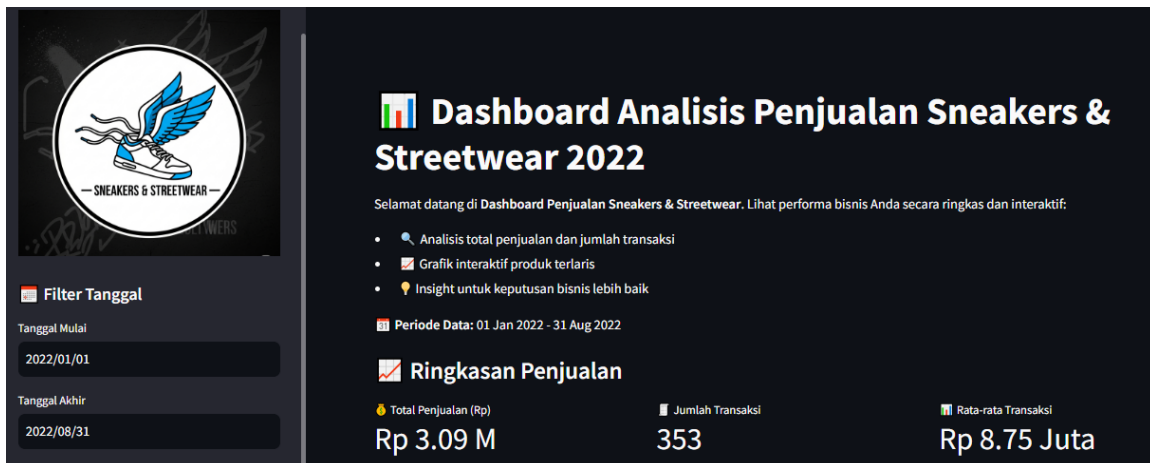 — SNEAKERS & STREETWEAR —
Filter Tanggal
Tanggal Mulai
2022/01/01
Tanggal Akhir
2022/08/31
Dashboard Analisis Penjualan Sneakers &
Streetwear 2022
Selamat datang di Dashboard Penjualan Sneakers & Streetwear. Lihat performa bisnis Anda secara ringkas dan interaktif:
• Analisis total penjualan dan jumlah transaksi
• Grafik interaktif produk terlaris
• Insight untuk keputusan bisnis lebih baik
Periode Data: 01 Jan 2022 - 31 Aug 2022
Ringkasan Penjualan
Total Penjualan (Rp)
Rp 3.09 M
Jumlah Transaksi
353
Rata-rata Transaksi
Rp 8.75 Juta